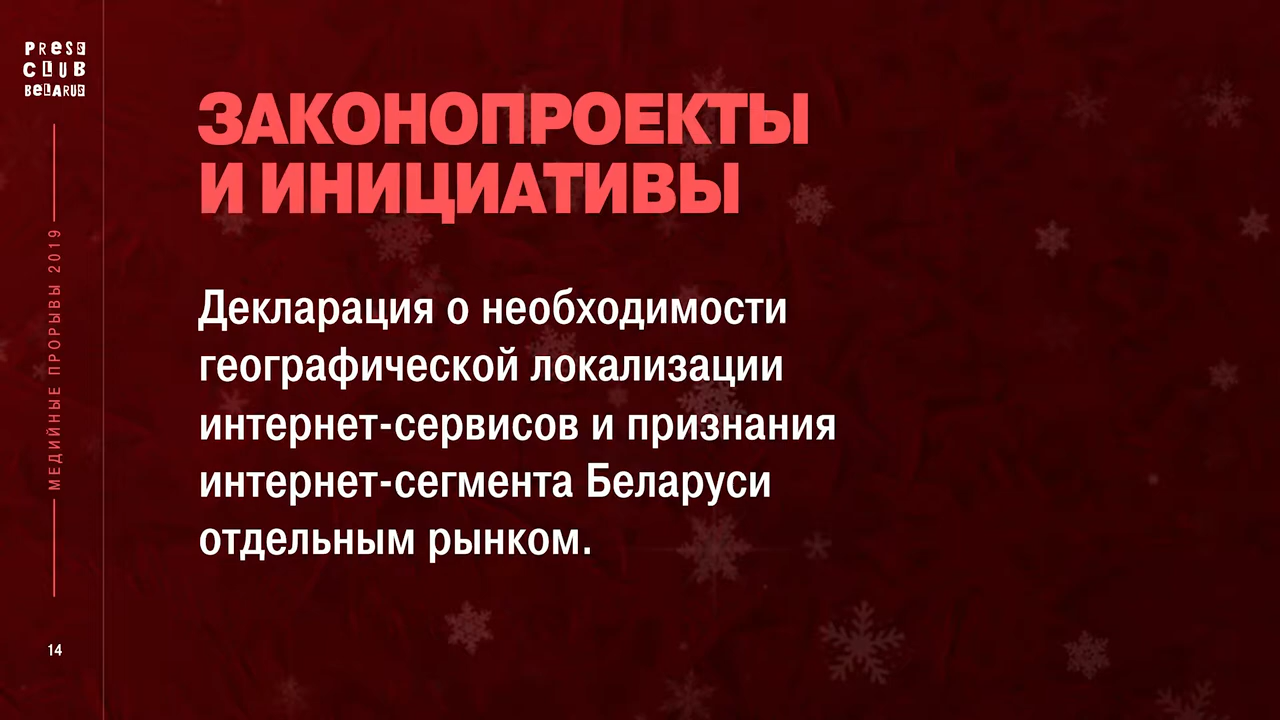 PRESS
CLUB
BELARUS
МЕДИЙНЫЕ ПРОРЫВЫ 2019
14
ЗАКОНОПРОЕКТЫ
И ИНИЦИАТИВЫ
Декларация о необходимости
географической локализации
интернет-сервисов и признания
интернет-сегмента Беларуси
отдельным рынком.